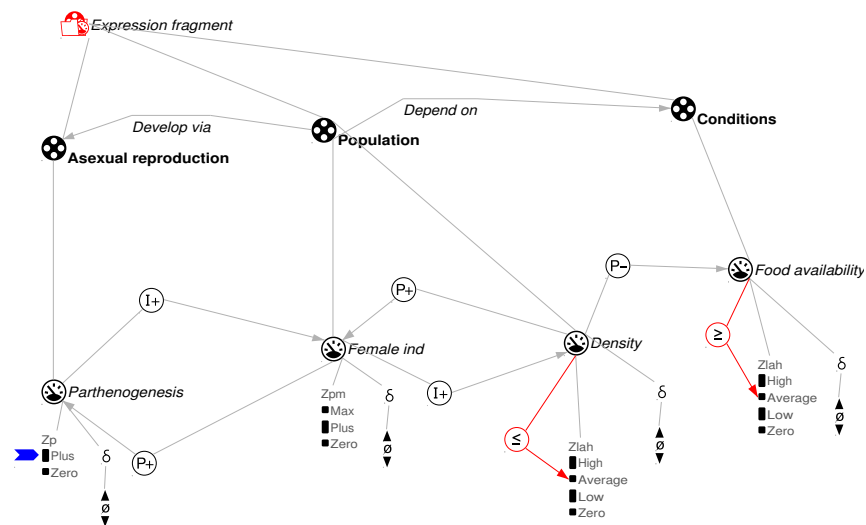 Expression fragment
Develop via
Depend on
Asexual reproduction
Population
Conditions
P–
Food availability
I+
P+
≥
Parthenogenesis
Female ind
Density
δ
Zp
Plus
Zero
δ
ø
P+
Zpm
Max
Plus
Zero
δ
ø
I+
≤
Zlah
High
Average
Low
Zero
δ
ø
Zlah
High
Average
Low
Zero
ø